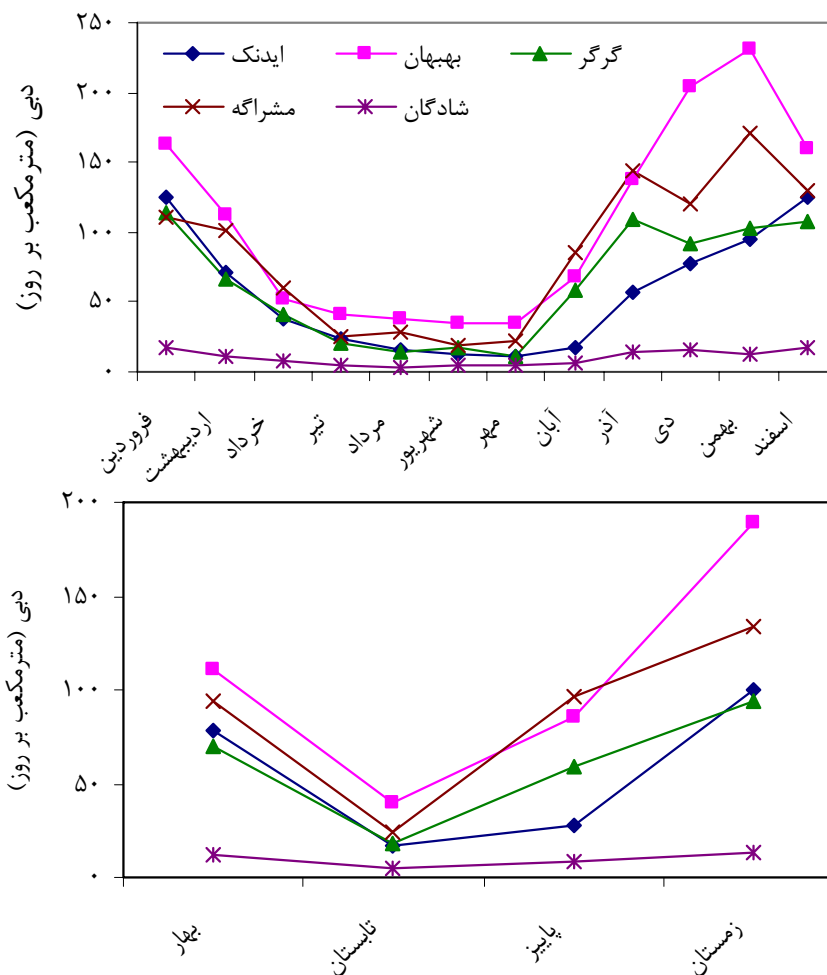 ۲۵۰
۲۰۰
۱۵۰
۱۰۰
۵۰
۰
دبی (مترمکعب بر روز)
ایدنک بهبهان گرگر
مشراگه شادگان
فروردین اردیبهشت خرداد تیر مرداد شهریور مهر آبان آذر دی بهمن اسفند
۲۰۰
۱۵۰
۱۰۰
۵۰
۰
دبی (مترمکعب بر روز)
بهار تابستان پاییز زمستان